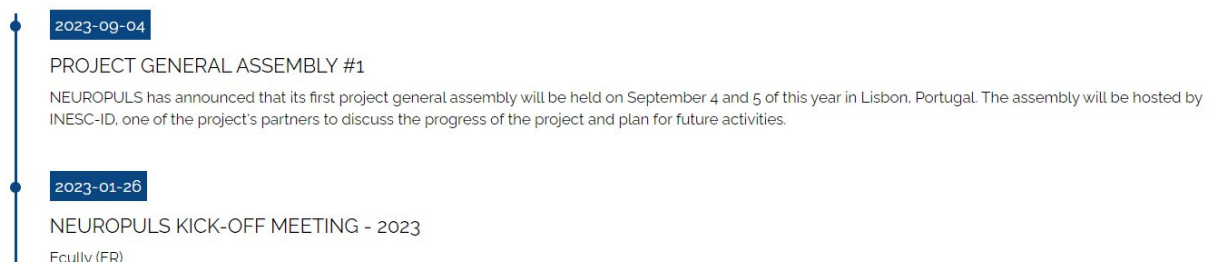 2023-09-04
PROJECT GENERAL ASSEMBLY #1
NEUROPULS has announced that its first project general assembly will be held on September 4 and 5 of this year in Lisbon, Portugal. The assembly will be hosted by
INESC-ID, one of the project's partners to discuss the progress of the project and plan for future activities.
2023-01-26
NEUROPULS KICK-OFF MEETING - 2023
Ecully (FR)